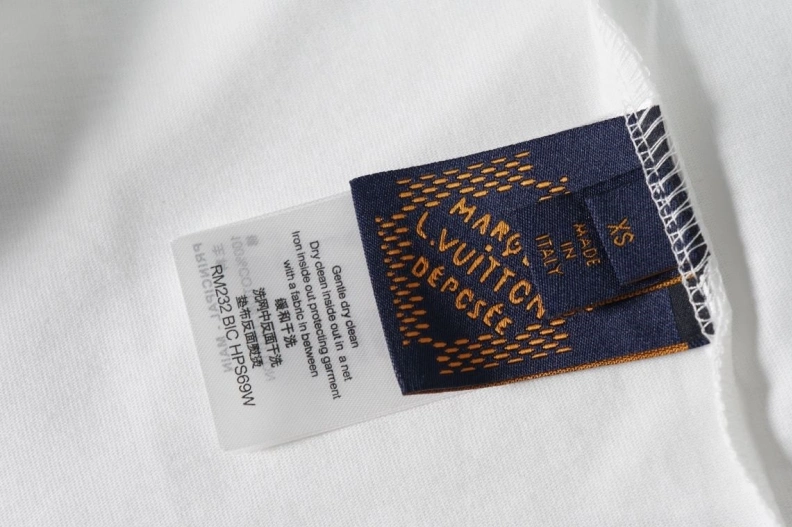 MARQ
L.VUITTON
DÉPOSÉE
MADE
IN
ITALY
XS
Gentle dry clean
Dry clean inside out in a net
Iron inside out protecting garment
with a fabric in between
缓和干洗
洗网中反面干洗
垫布反面熨烫
RM232 BIC HPS69W